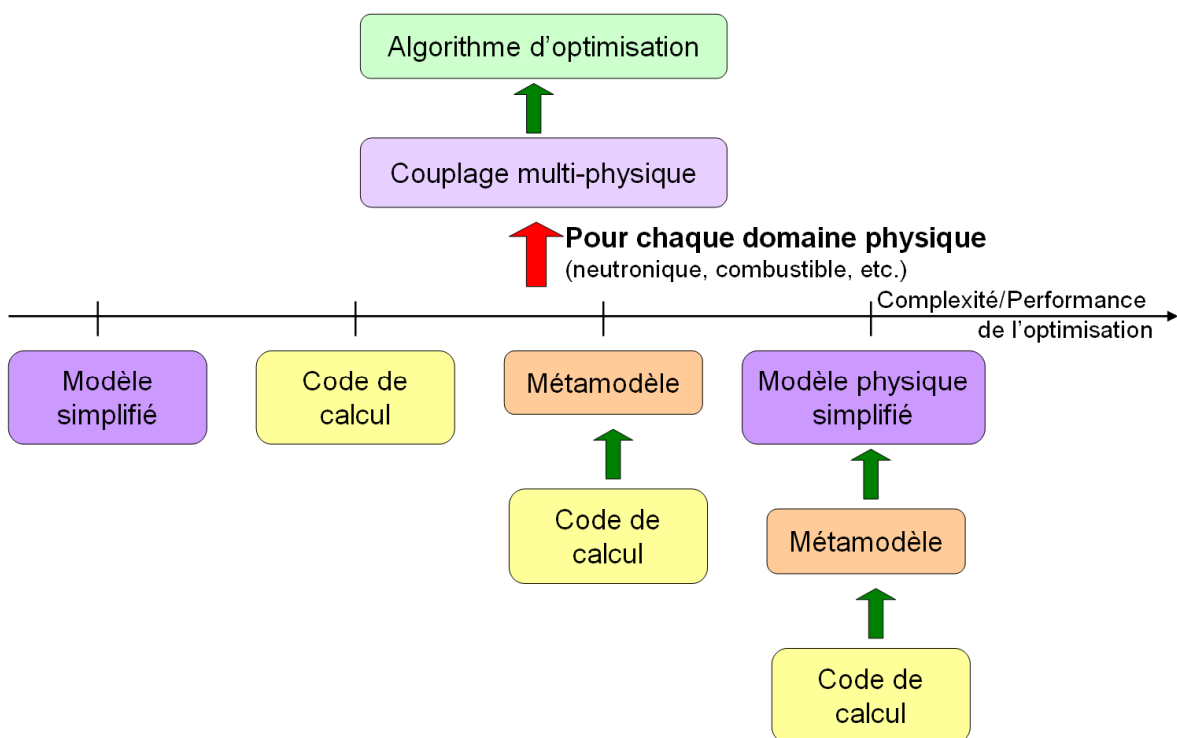 Algorithme d'optimisation
Couplage multi-physique
Pour chaque domaine physique
(neutronique, combustible, etc.)
Complexité/Performance
de l'optimisation
Modèle
simplifié
Code de
calcul
Métamodèle
Modèle physique
simplifié
Code de
calcul
Métamodèle
Code de
calcul